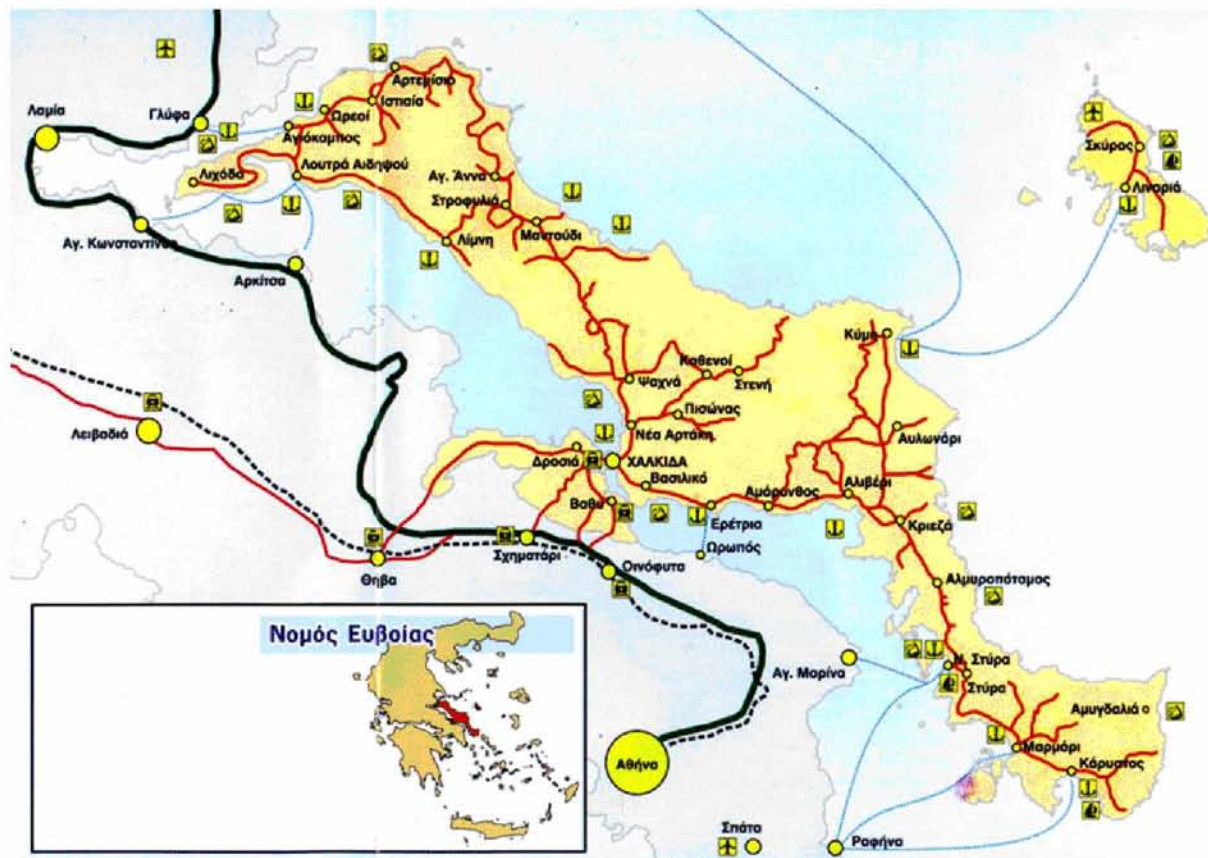 Αρτεμίσιο
Ιστιαία
Γλύφα
Ωρεοί
Λαμία
Αγιόκαμπος
Σκύρος
Λουτρά Αιδηψού
Λιχάδα
Αγ. Άννα
Λιναριά
Στροφυλιά
Μαντούδι
Αγ. Κωνσταντίνος
Λίμνη
Αρκίτσα
Κύμη
Καθενοί
Στενή
Ψαχνά
Πισώνας
Λειβαδιά
Νέα Αρτάκη
Αυλωνάρι
Δροσιά
ΧΑΛΚΙΔΑ
Βασιλικό
Αλιβέρι
Αμάρανθος
Βαθύ
Ερέτρια
Κριεζά
Ωρωπός
Σχηματάρι
Οινόφυτα
Θήβα
Αλμυροπόταμος
Νομός Ευβοίας
Αγ. Μαρίνα
Ν. Στύρα
Στύρα
Αμυγδαλιά
Μαρμάρι
Αθήνα
Κάρυστος
Σπάτα
Ραφήνα